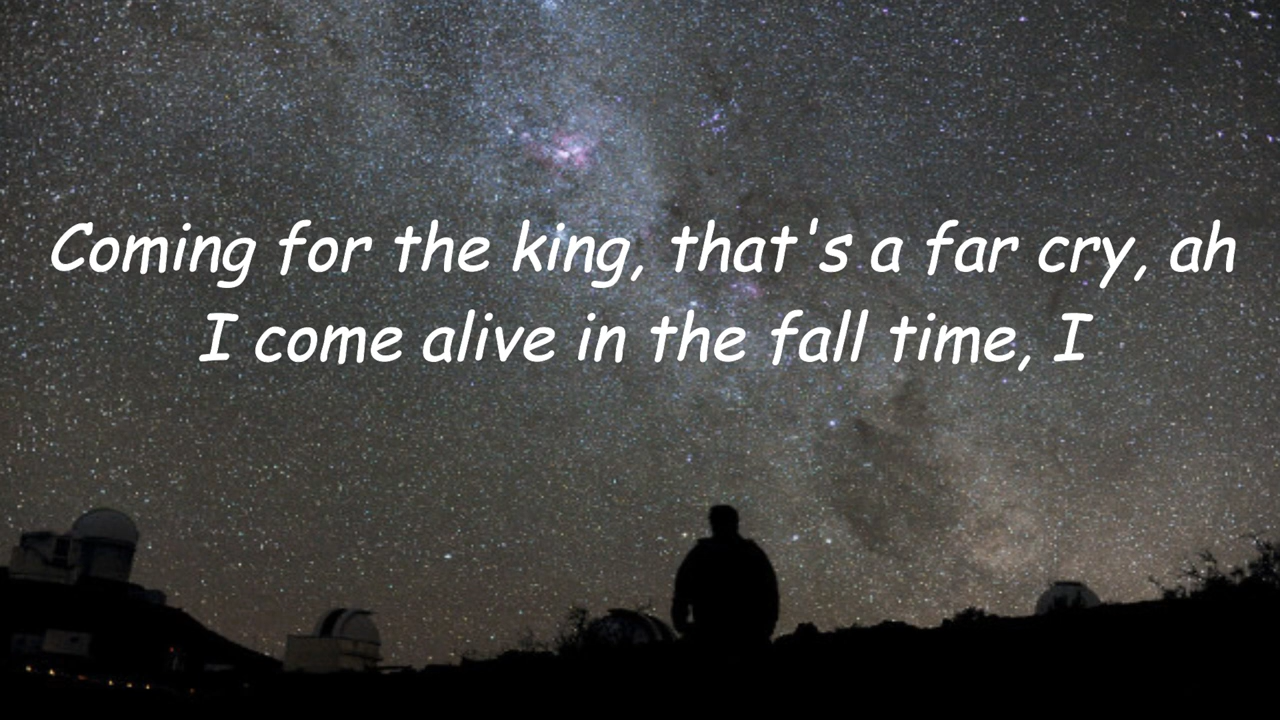 Coming for the king, that's a far cry, ah
I come alive in the fall time, I